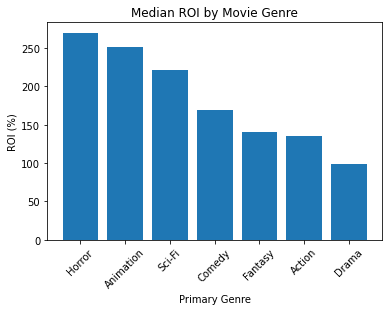 Median ROI by Movie Genre
ROI (%)
250
200
150
100
50
0
Horror
Animation
Sci-Fi
Comedy
Fantasy
Action
Drama
Primary Genre